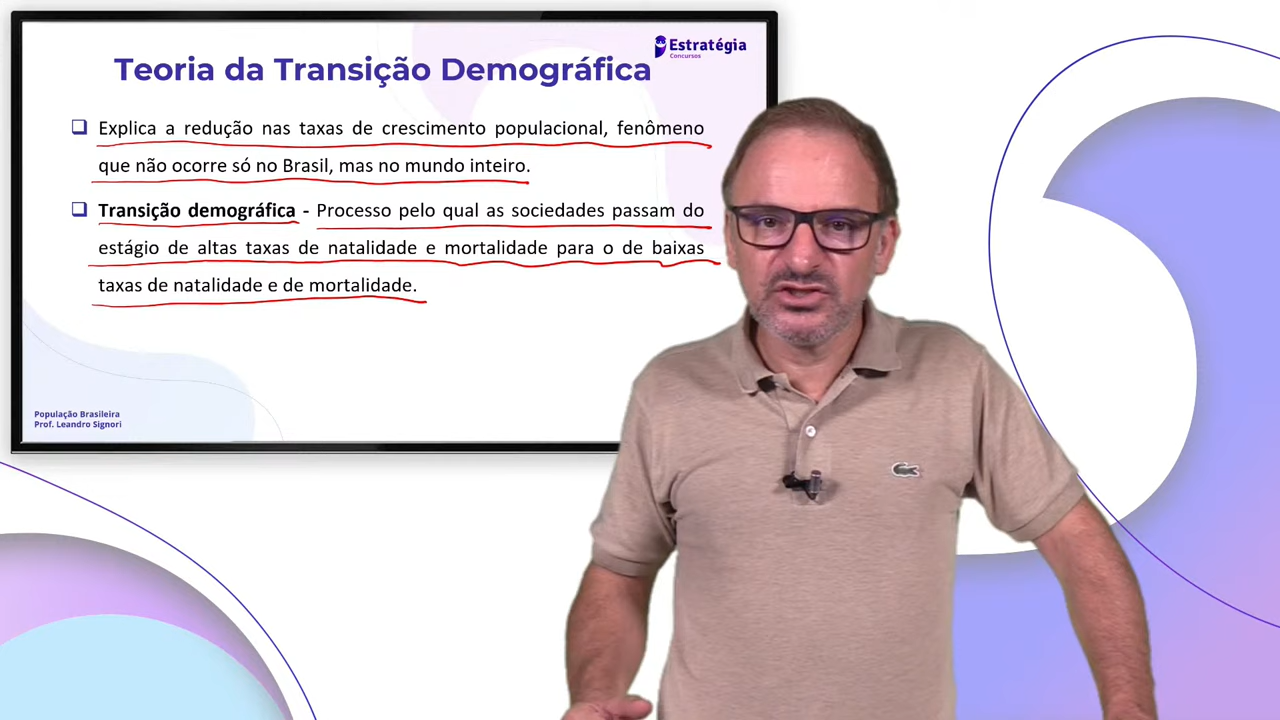 Estratégia
Concursos
Teoria da Transição Demográfica
❑ Explica a redução nas taxas de crescimento populacional, fenômeno
que não ocorre só no Brasil, mas no mundo inteiro.
❑ Transição demográfica - Processo pelo qual as sociedades passam do
estágio de altas taxas de natalidade e mortalidade para o de baixas
taxas de natalidade e de mortalidade.
População Brasileira
Prof. Leandro Signori